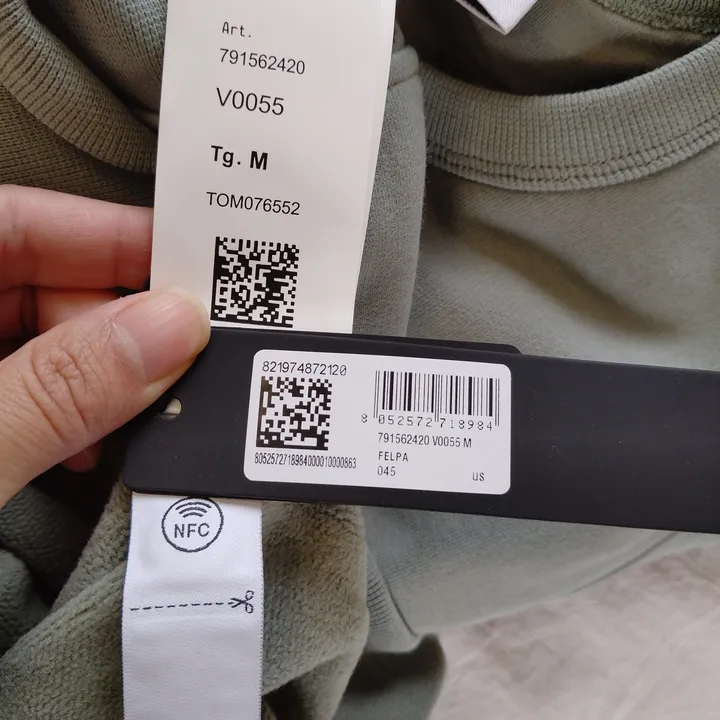 Art.
791562420
V0055
Tg. M
TOM076552
821974872120
8052572718984000010000863
8 052572 718984
791562420 V0055 M
FELPA
045
US
NFC